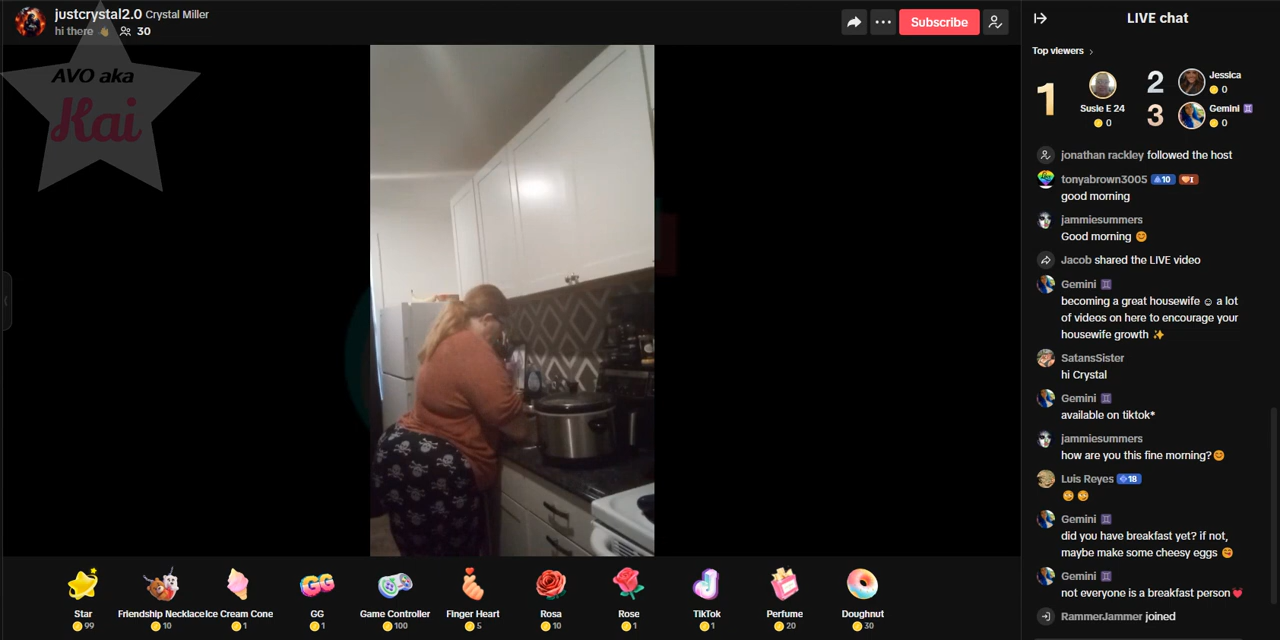 justcrystal2.0 Crystal Miller
hi there 👋 30
Subscribe
AVO aka
Kai
LIVE chat
Top viewers
1
Susie E 24
0
2
Jessica
0
3
Gemini ♊
0
jonathan rackley followed the host
tonyabrown3005 10 I
good morning
jammiesummers
Good morning 😊
Jacob shared the LIVE video
Gemini ♊
becoming a great housewife ☺ a lot
of videos on here to encourage your
housewife growth ✨
SatansSister
hi Crystal
Gemini ♊
available on tiktok*
jammiesummers
how are you this fine morning?😊
Luis Reyes 18
Gemini ♊
did you have breakfast yet? if not,
maybe make some cheesy eggs 🥰
Gemini ♊
not everyone is a breakfast person💓
RammerJammer joined
Star
99
Friendship Necklace
10
Ice Cream Cone
1
GG
1
Game Controller
100
Finger Heart
5
Rosa
10
Rose
1
TikTok
1
Perfume
20
Doughnut
30